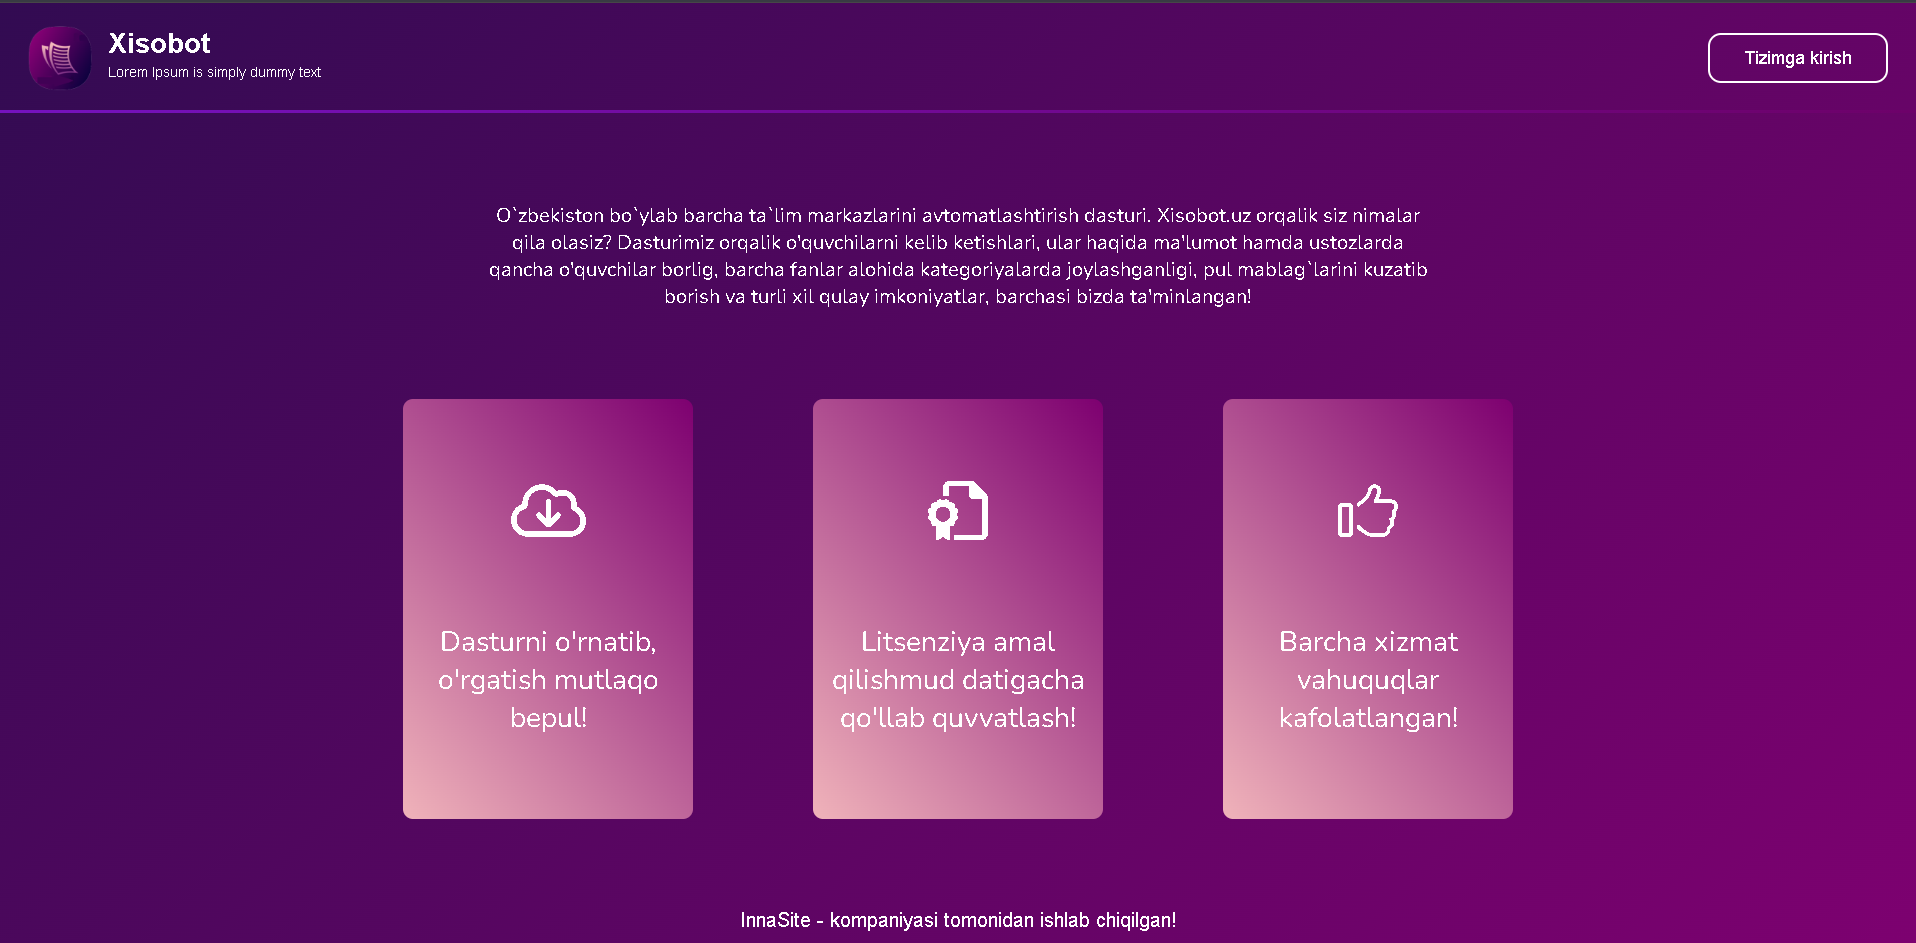 Xisobot
Lorem Ipsum is simply dummy text
Tizimga kirish
O`zbekiston bo`ylab barcha ta`lim markazlarini avtomatlashtirish dasturi. Xisobot.uz orqalik siz nimalar
qila olasiz? Dasturimiz orqalik o'quvchilarni kelib ketishlari, ular haqida ma'lumot hamda ustozlarda
qancha o'quvchilar borlig, barcha fanlar alohida kategoriyalarda joylashganligi, pul mablag`larini kuzatib
borish va turli xil qulay imkoniyatlar, barchasi bizda ta'minlangan!
Dasturni o'rnatib,
o'rgatish mutlaqo
bepul!
Litsenziya amal
qilishmud datigacha
qo'llab quvvatlash!
Barcha xizmat
vahuquqlar
kafolatlangan!
InnaSite - kompaniyasi tomonidan ishlab chiqilgan!